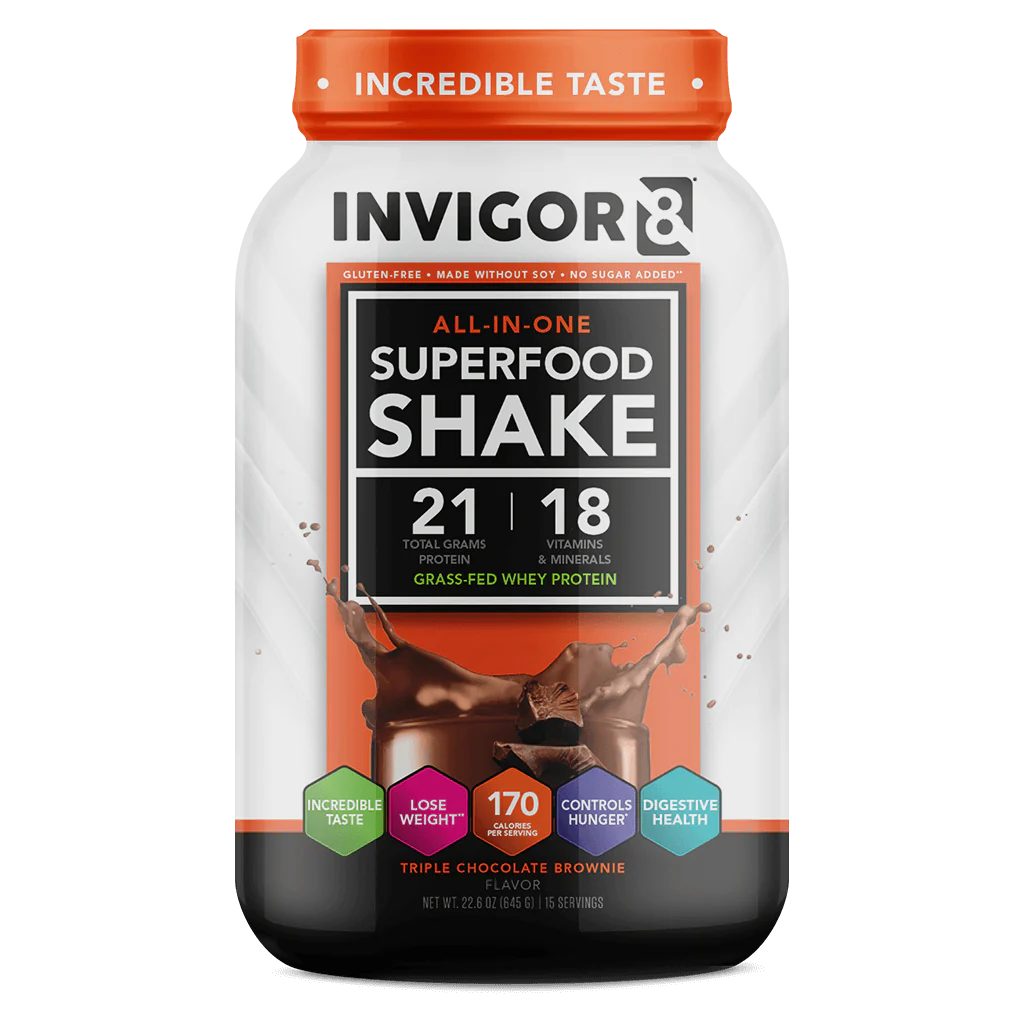 • INCREDIBLE TASTE •
INVIGOR8
GLUTEN-FREE • MADE WITHOUT SOY • NO SUGAR ADDED**
ALL-IN-ONE
SUPERFOOD
SHAKE
21 | 18
TOTAL GRAMS VITAMINS
PROTEIN & MINERALS
GRASS-FED WHEY PROTEIN
INCREDIBLE
TASTE
LOSE
WEIGHT**
170
CALORIES
PER SERVING
CONTROLS
HUNGER*
DIGESTIVE
HEALTH
TRIPLE CHOCOLATE BROWNIE
FLAVOR
NET WT. 22.6 OZ (645 G) | 15 SERVINGS